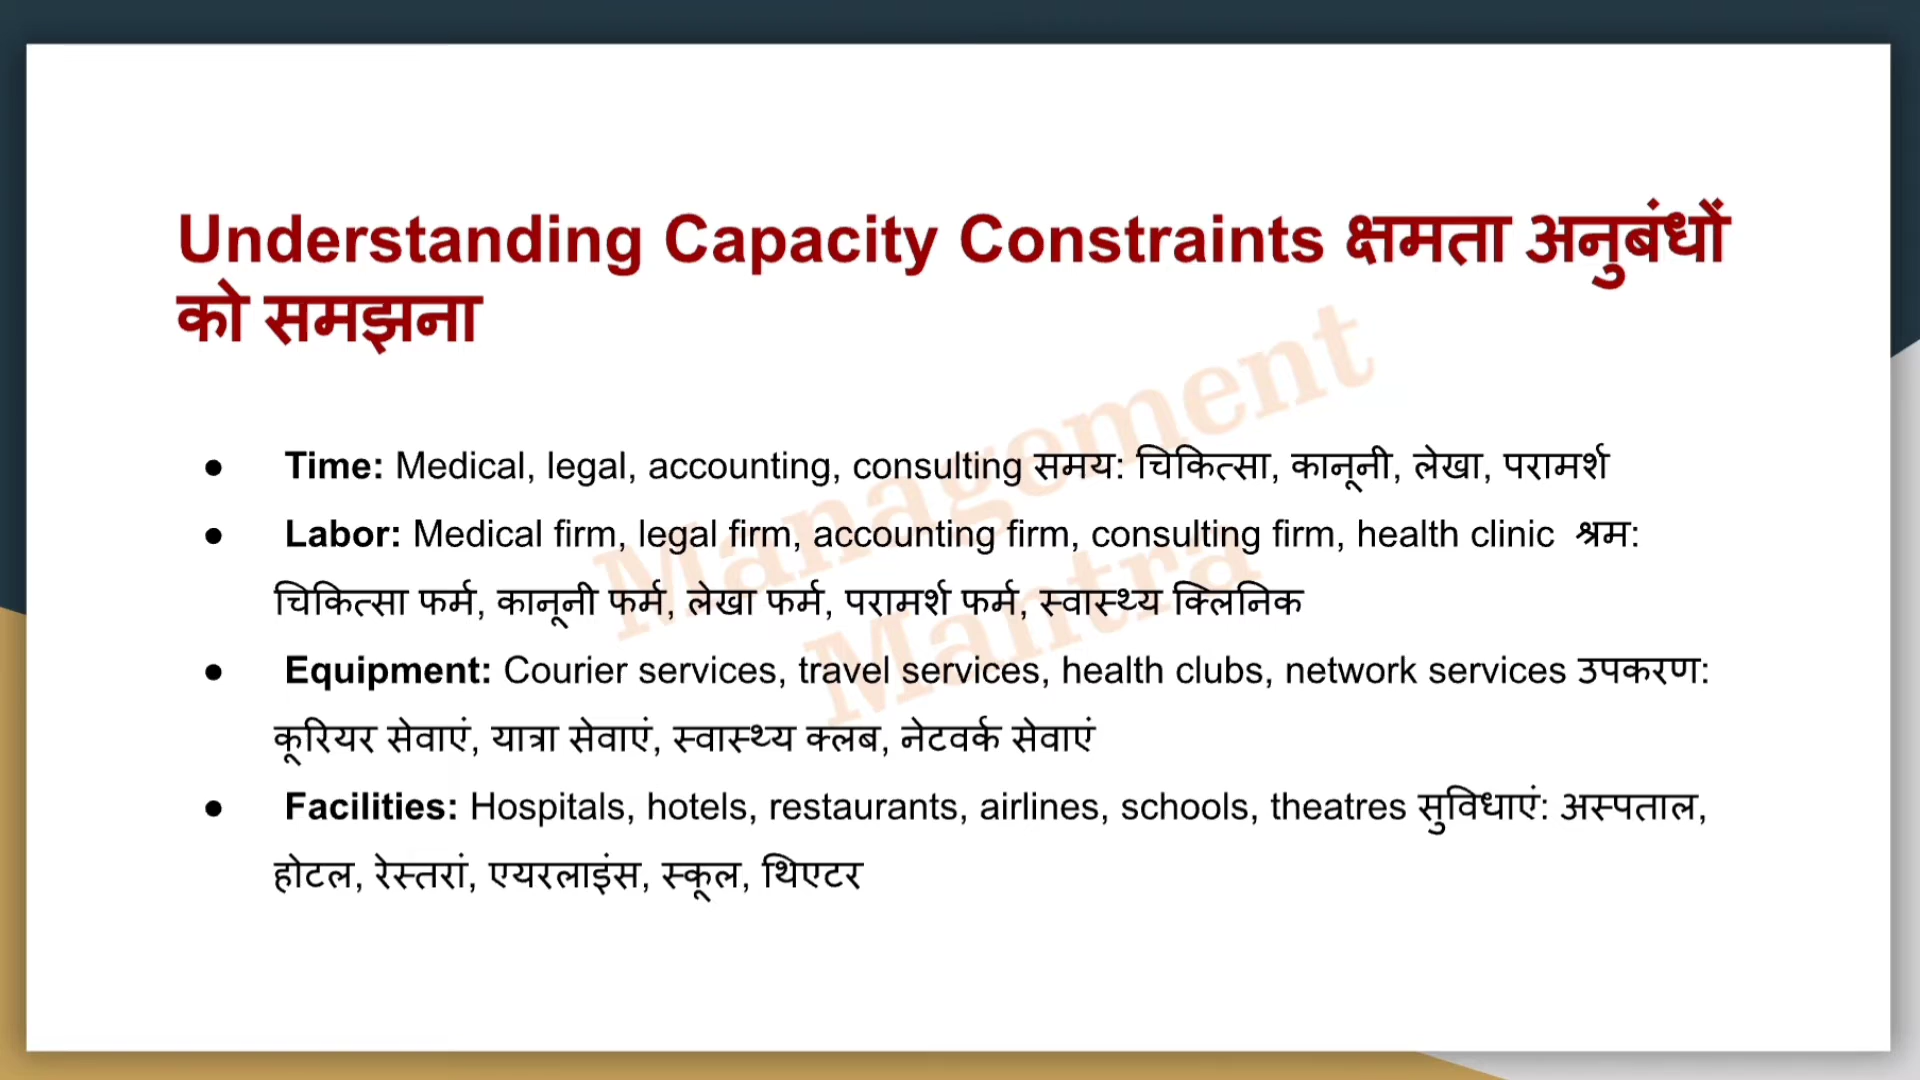 Understanding Capacity Constraints क्षमता अनुबंधों
को समझना
● Time: Medical, legal, accounting, consulting समय: चिकित्सा, कानूनी, लेखा, परामर्श
● Labor: Medical firm, legal firm, accounting firm, consulting firm, health clinic श्रम:
चिकित्सा फर्म, कानूनी फर्म, लेखा फर्म, परामर्श फर्म, स्वास्थ्य क्लिनिक
● Equipment: Courier services, travel services, health clubs, network services उपकरण:
कूरियर सेवाएं, यात्रा सेवाएं, स्वास्थ्य क्लब, नेटवर्क सेवाएं
● Facilities: Hospitals, hotels, restaurants, airlines, schools, theatres सुविधाएं: अस्पताल,
होटल, रेस्तरां, एयरलाइंस, स्कूल, थिएटर
Management
Mantra